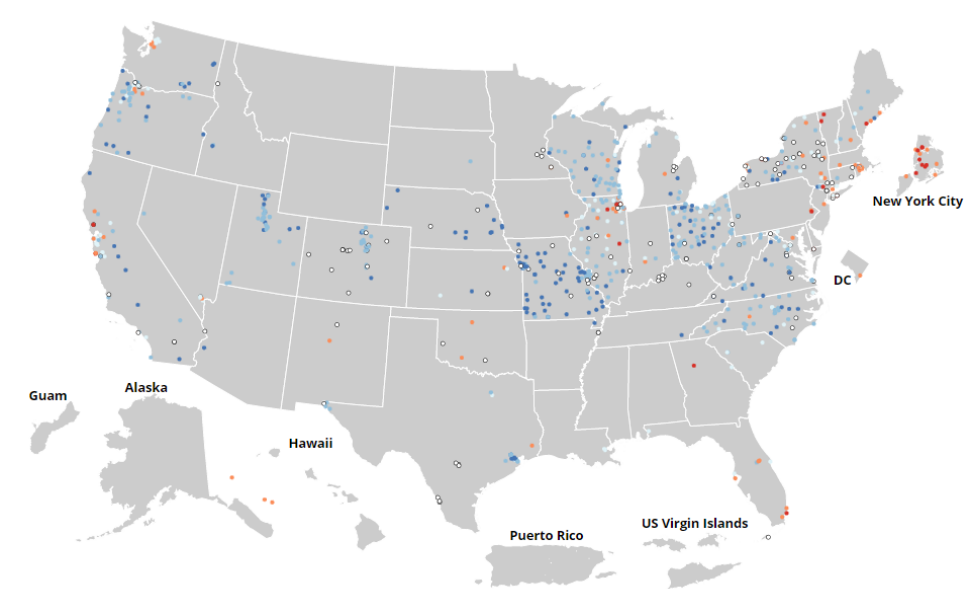 New York City
DC
Alaska
Guam
Hawaii
US Virgin Islands
Puerto Rico